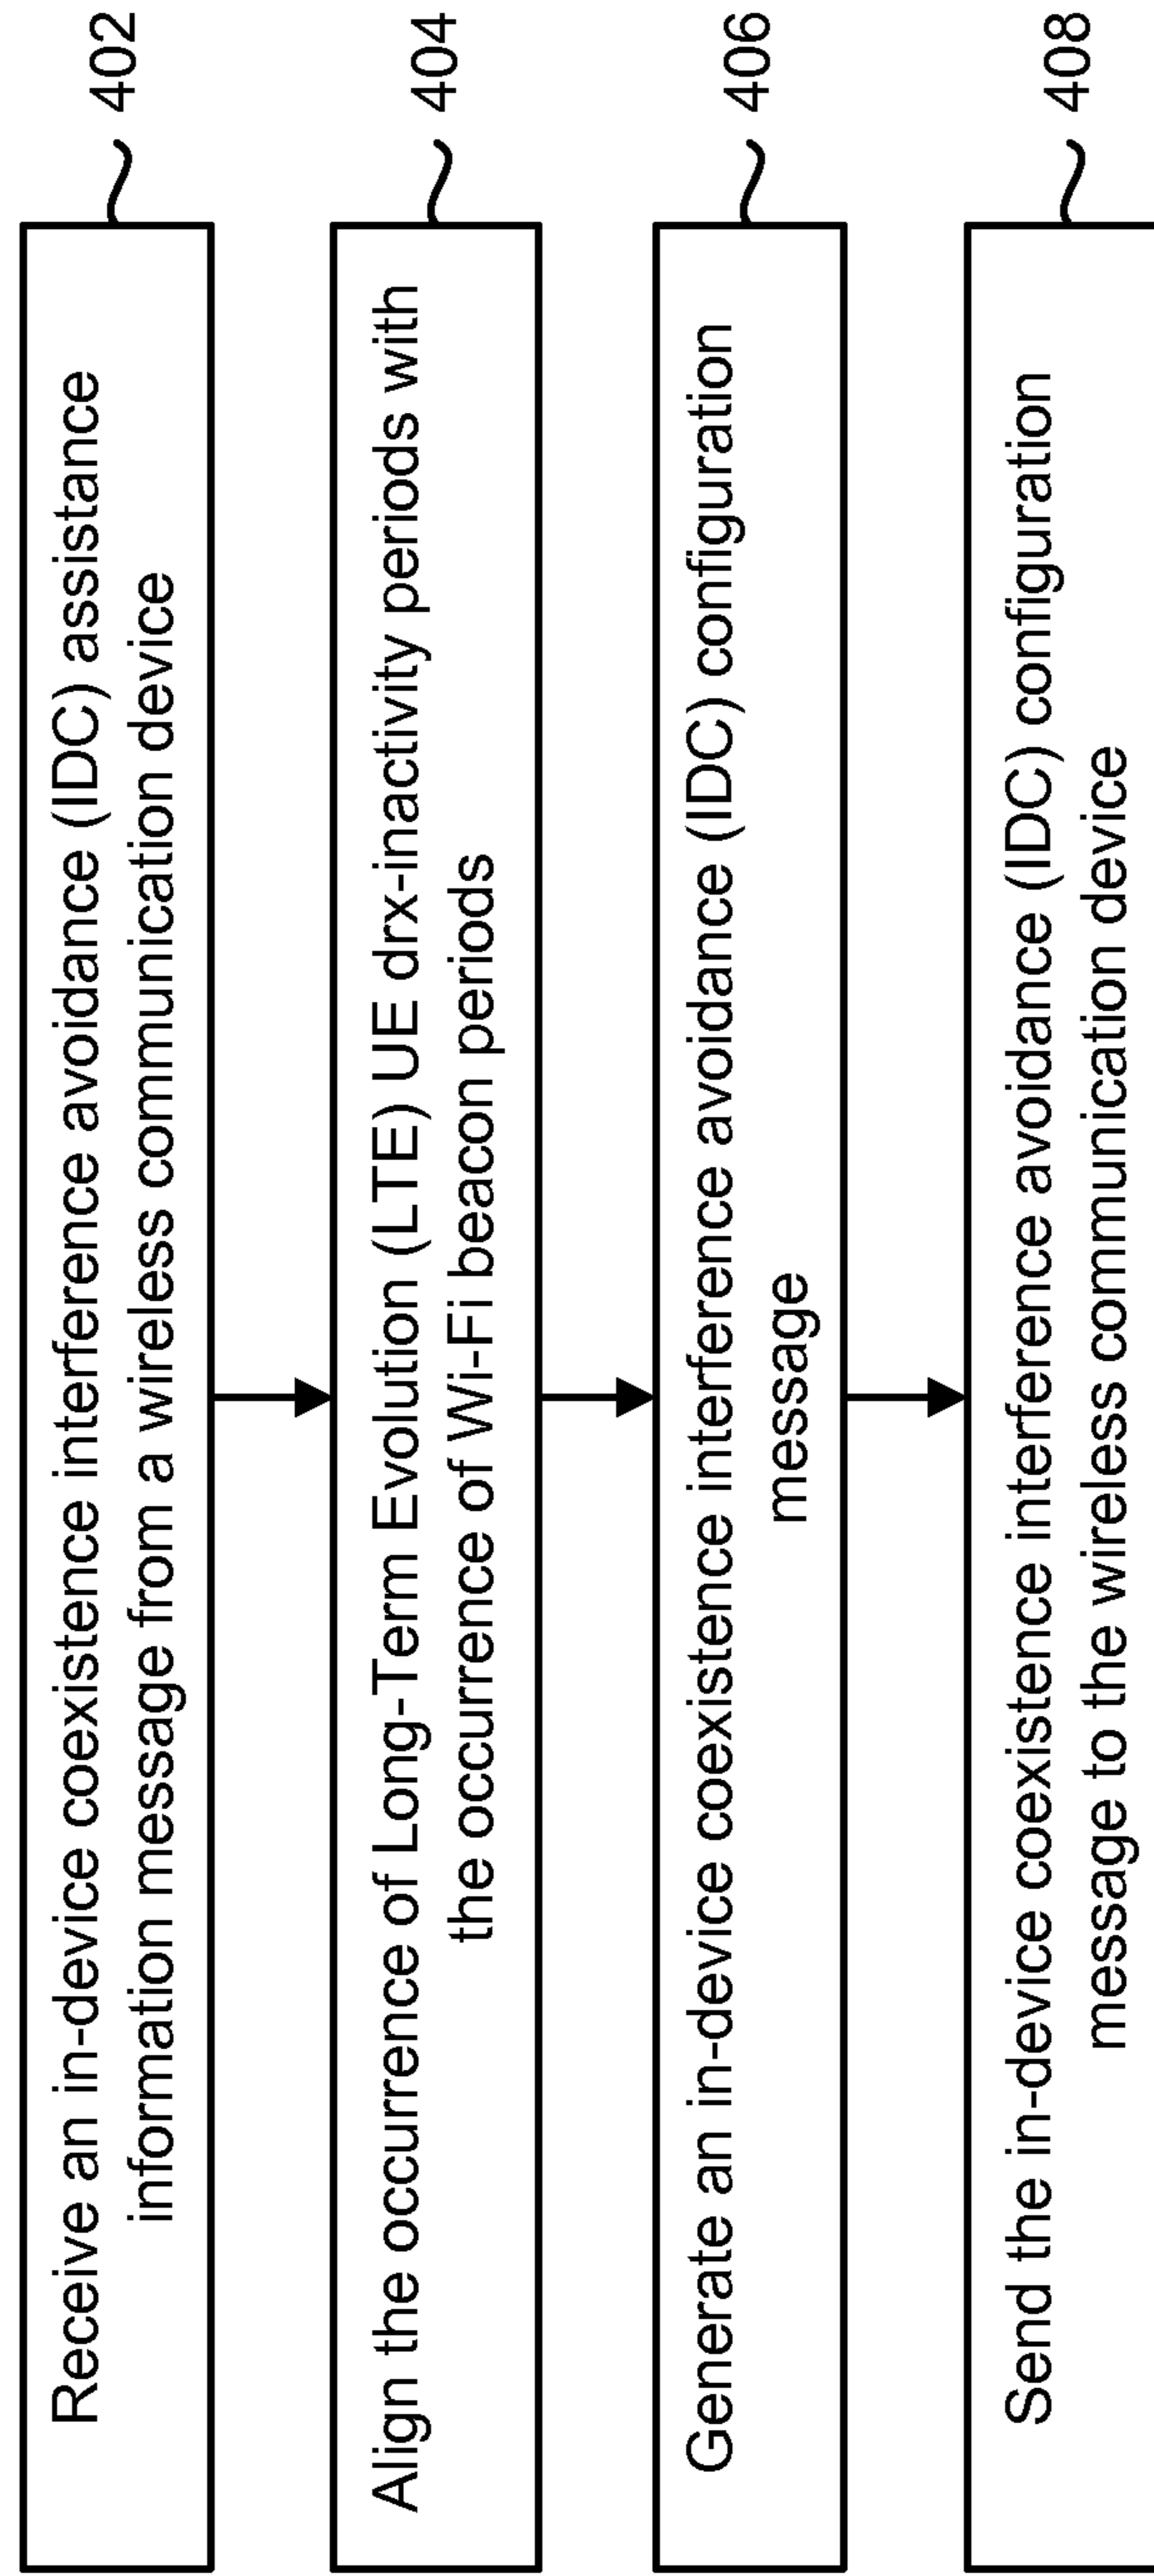 Receive an in-device coexistence interference avoidance (IDC) assistance
information message from a wireless communication device
402
Align the occurrence of Long-Term Evolution (LTE) UE drx-inactivity periods with
the occurrence of Wi-Fi beacon periods
404
Generate an in-device coexistence interference avoidance (IDC) configuration
message
406
Send the in-device coexistence interference avoidance (IDC) configuration
message to the wireless communication device
408